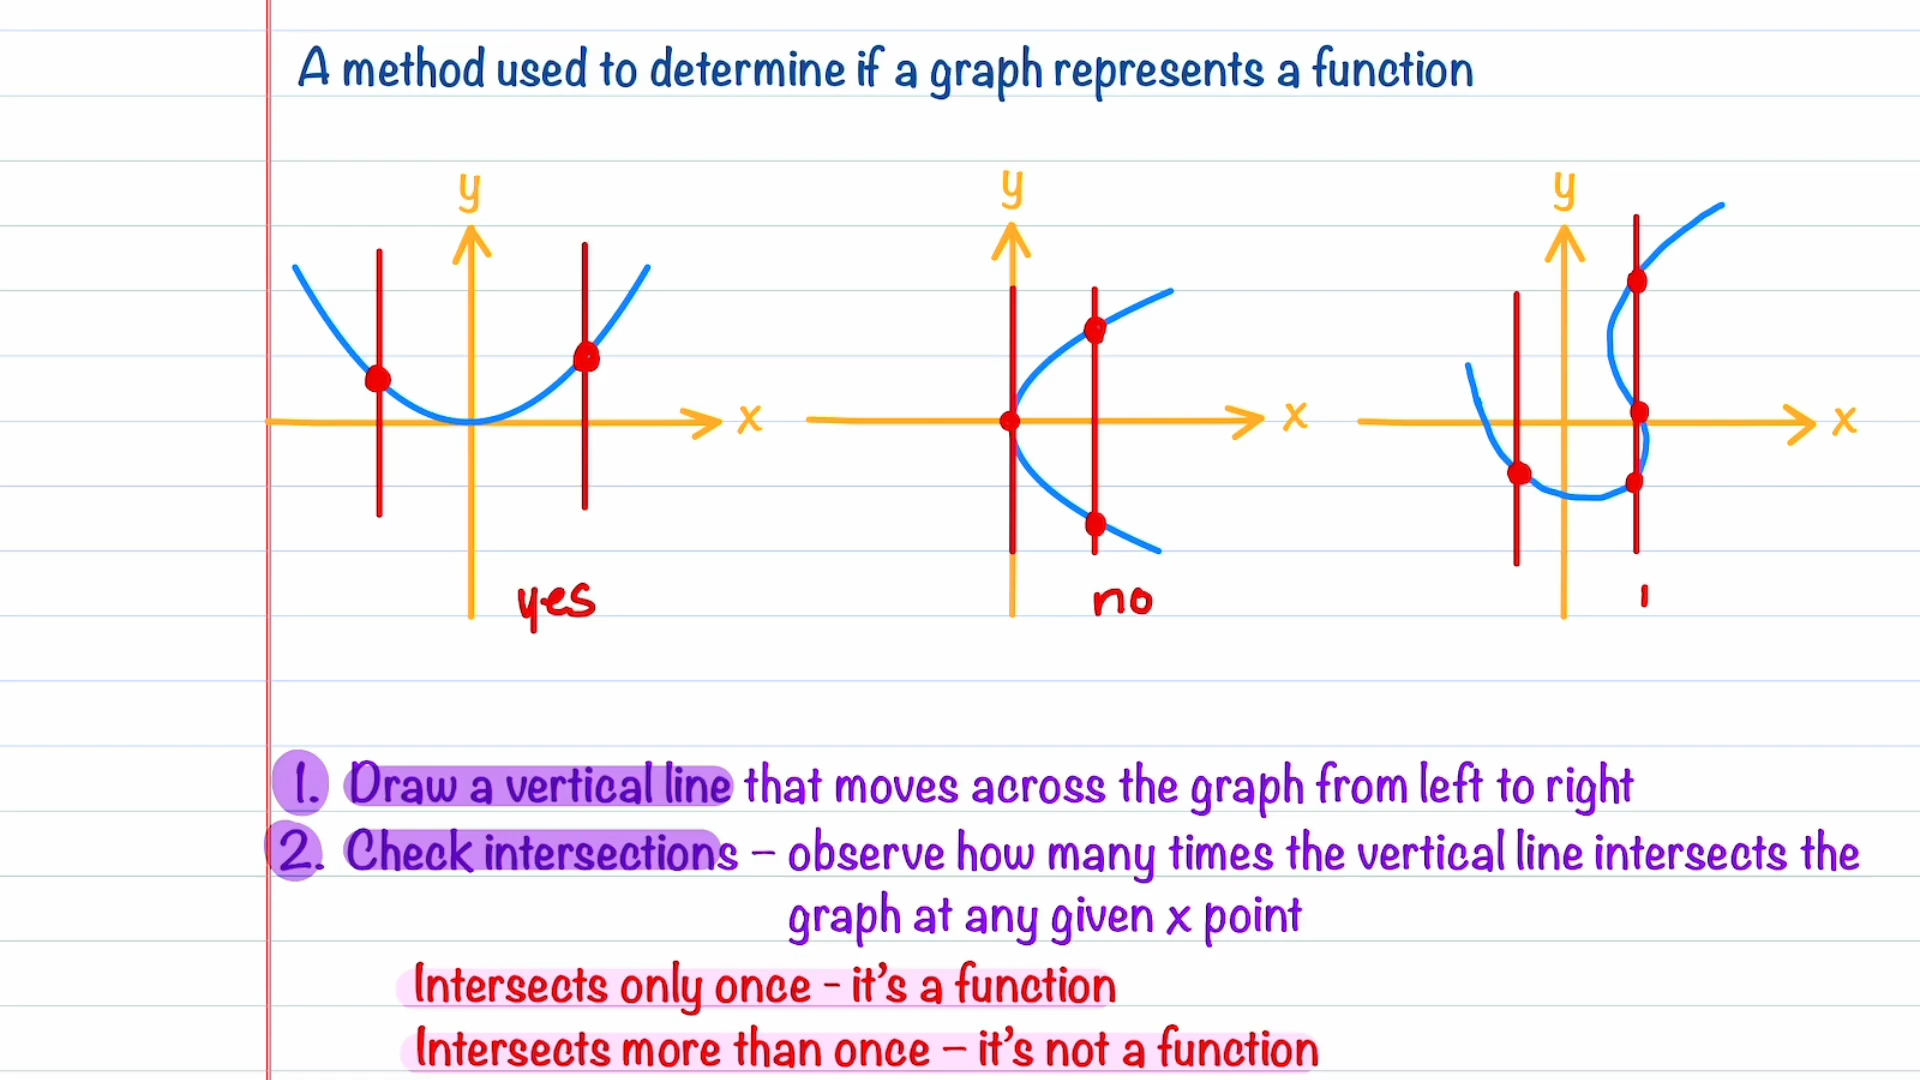 A method used to determine if a graph represents a function
y
y
y
x
x
x
yes
no
1. Draw a vertical line that moves across the graph from left to right
2. Check intersections – observe how many times the vertical line intersects the
graph at any given x point
Intersects only once - it's a function
Intersects more than once – it's not a function